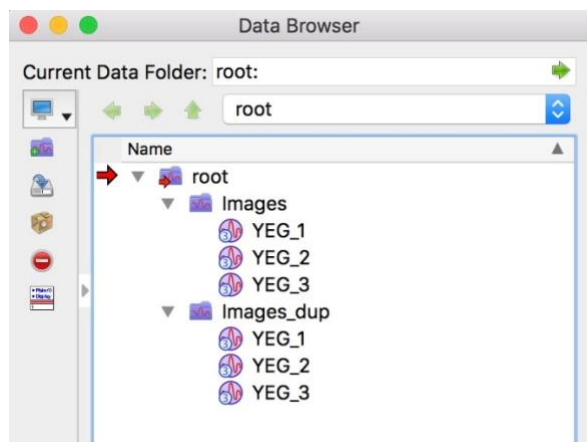 Data Browser
Current Data Folder: root:
root
Name
root
Images
YEG_1
YEG_2
YEG_3
Images_dup
YEG_1
YEG_2
YEG_3